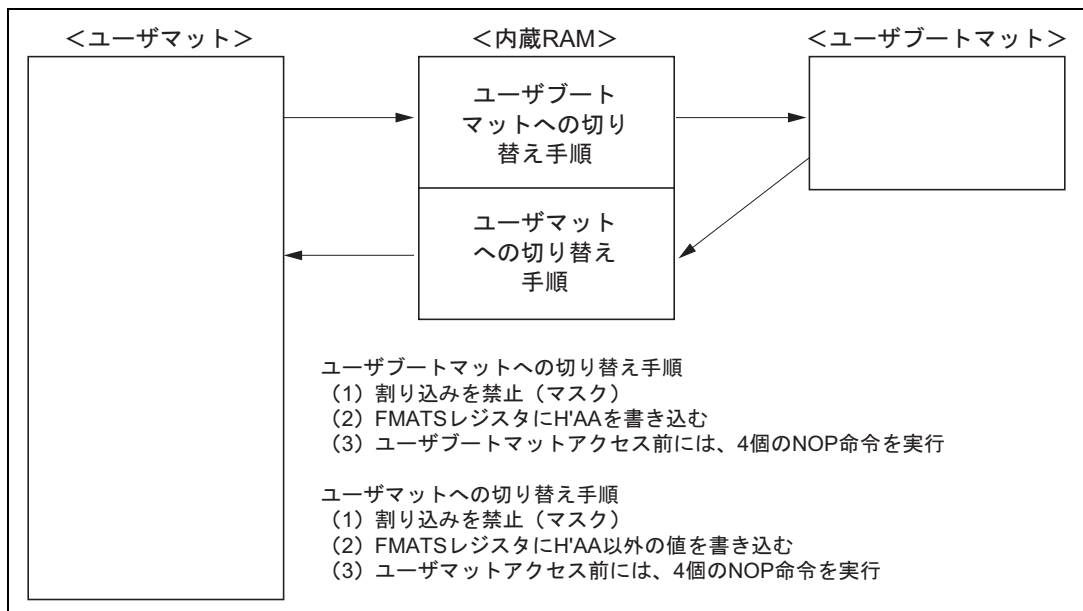 ＜ユーザマット＞
＜内蔵RAM＞
＜ユーザブートマット＞
ユーザブート
マットへの切り
替え手順
ユーザマット
への切り替え
手順
ユーザブートマットへの切り替え手順
（1）割り込みを禁止（マスク）
（2）FMATSレジスタにH'AAを書き込む
（3）ユーザブートマットアクセス前には、4個のNOP命令を実行
ユーザマットへの切り替え手順
（1）割り込みを禁止（マスク）
（2）FMATSレジスタにH'AA以外の値を書き込む
（3）ユーザマットアクセス前には、4個のNOP命令を実行